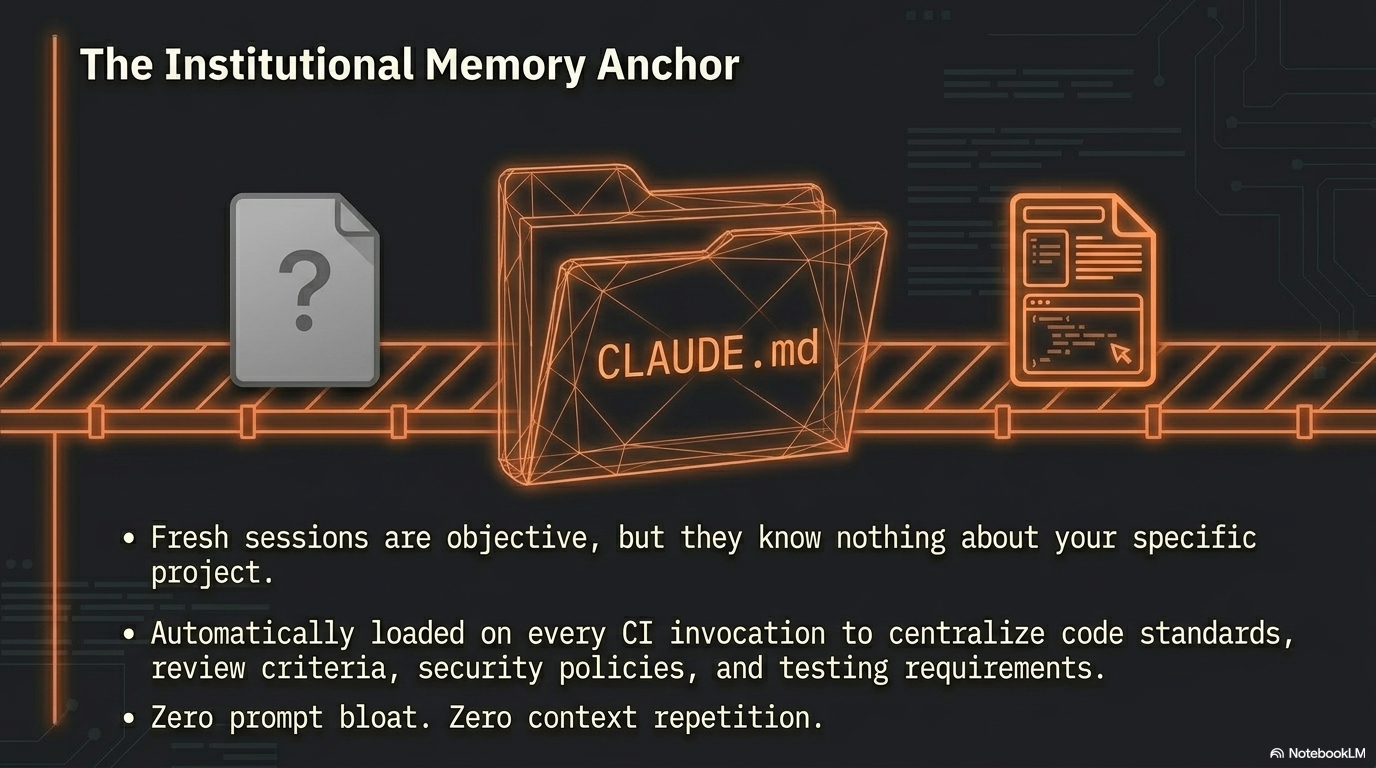 The Institutional Memory Anchor
?
CLAUDE.md
• Fresh sessions are objective, but they know nothing about your specific
project.
• Automatically loaded on every CI invocation to centralize code standards,
review criteria, security policies, and testing requirements.
• Zero prompt bloat. Zero context repetition.
NotebookLM